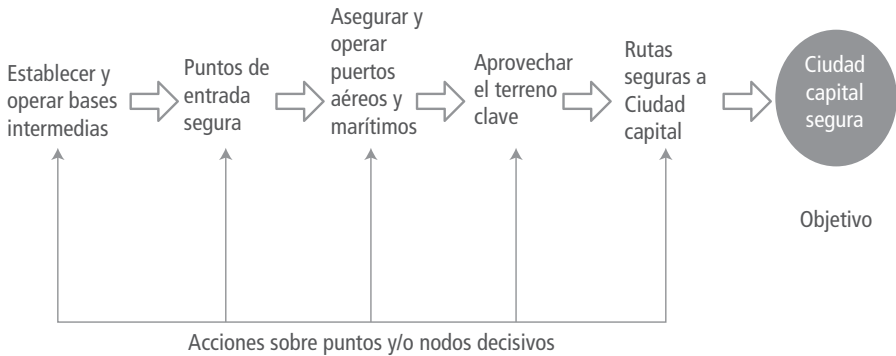 Establecer y
operar bases
intermedias
Puntos de
entrada
segura
Asegurar y
operar
puertos
aéreos y
marítimos
Aprovechar
el terreno
clave
Rutas
seguras a
Ciudad
capital
Ciudad
capital
segura
Objetivo
Acciones sobre puntos y/o nodos decisivos